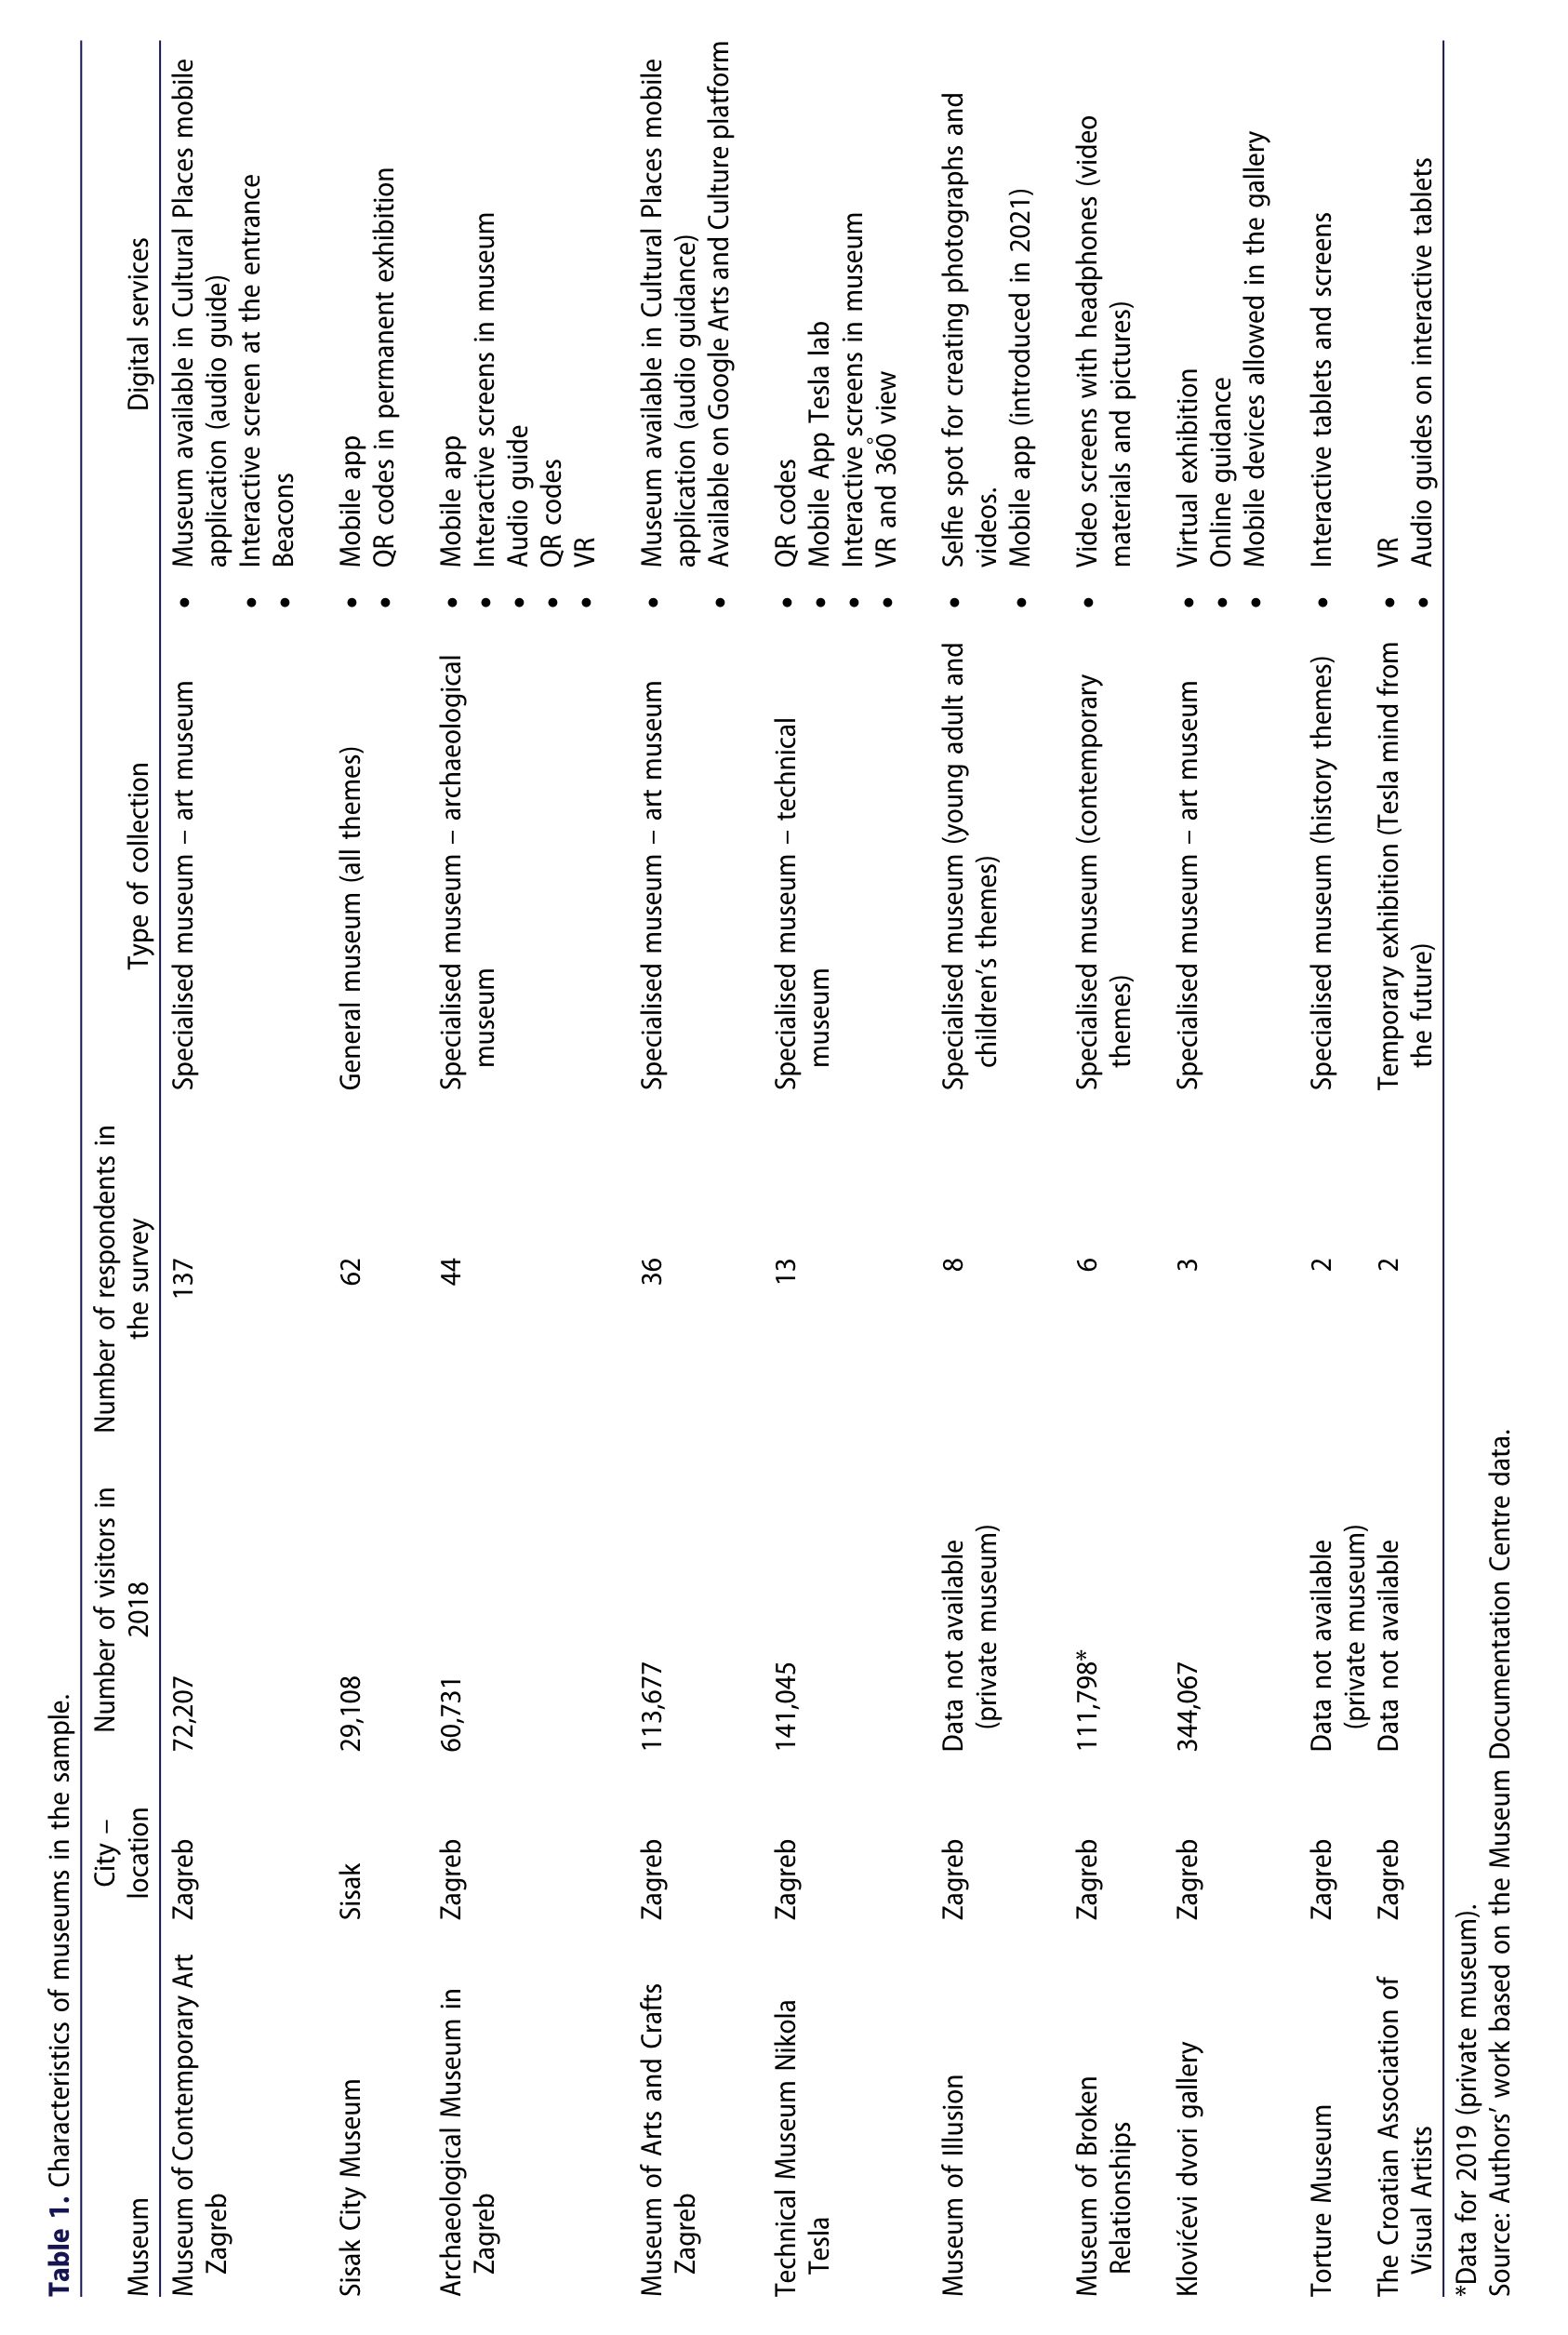 Table 1. Characteristics of museums in the sample.
Museum City – location Number of visitors in 2018 Number of respondents in the survey Type of collection Digital services
Museum of Contemporary Art Zagreb Zagreb 72,207 137 Specialised museum – art museum
• Museum available in Cultural Places mobile application (audio guide)
• Interactive screen at the entrance
• Beacons
Sisak City Museum Sisak 29,108 62 General museum (all themes)
• Mobile app
• QR codes in permanent exhibition
Archaeological Museum in Zagreb Zagreb 60,731 44 Specialised museum – archaeological museum
• Mobile app
• Interactive screens in museum
• Audio guide
• QR codes
• VR
Museum of Arts and Crafts Zagreb Zagreb 113,677 36 Specialised museum – art museum
• Museum available in Cultural Places mobile application (audio guidance)
• Available on Google Arts and Culture platform
Technical Museum Nikola Tesla Zagreb 141,045 13 Specialised museum – technical museum
• QR codes
• Mobile App Tesla lab
• Interactive screens in museum
• VR and 360° view
Museum of Illusion Zagreb Data not available (private museum) 8 Specialised museum (young adult and children’s themes)
• Selfie spot for creating photographs and videos.
• Mobile app (introduced in 2021)
Museum of Broken Relationships Zagreb 111,798* 6 Specialised museum (contemporary themes)
• Video screens with headphones (video materials and pictures)
Klovićevi dvori gallery Zagreb 344,067 3 Specialised museum – art museum
• Virtual exhibition
• Online guidance
• Mobile devices allowed in the gallery
Torture Museum Zagreb Data not available (private museum) 2 Specialised museum (history themes)
• Interactive tablets and screens
The Croatian Association of Visual Artists Zagreb Data not available 2 Temporary exhibition (Tesla mind from the future)
• VR
• Audio guides on interactive tablets
*Data for 2019 (private museum).
Source: Authors’ work based on the Museum Documentation Centre data.